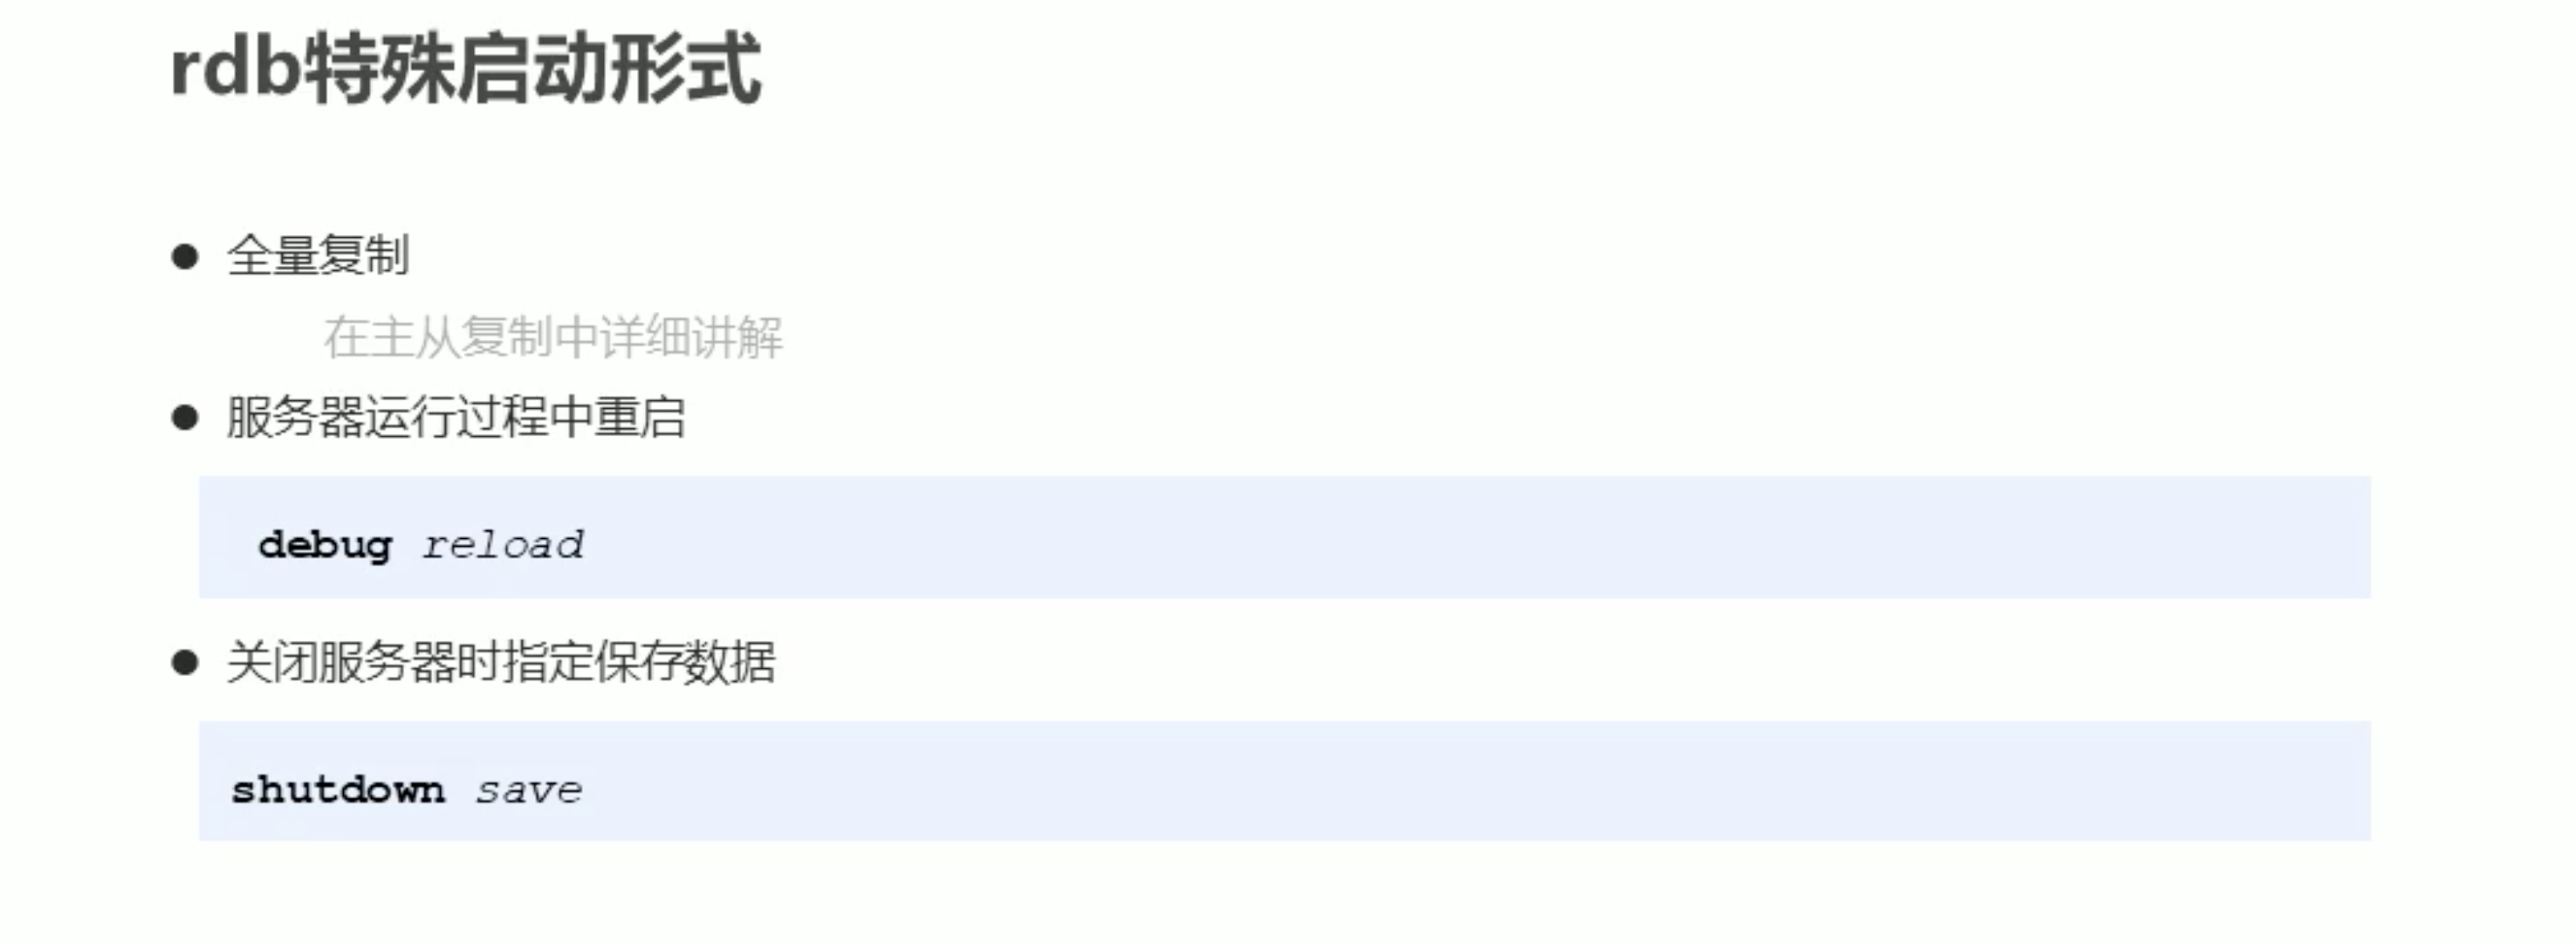 rdb特殊启动形式
全量复制
在主从复制中详细讲解
服务器运行过程中重启
debug reload
关闭服务器时指定保存数据
shutdown save